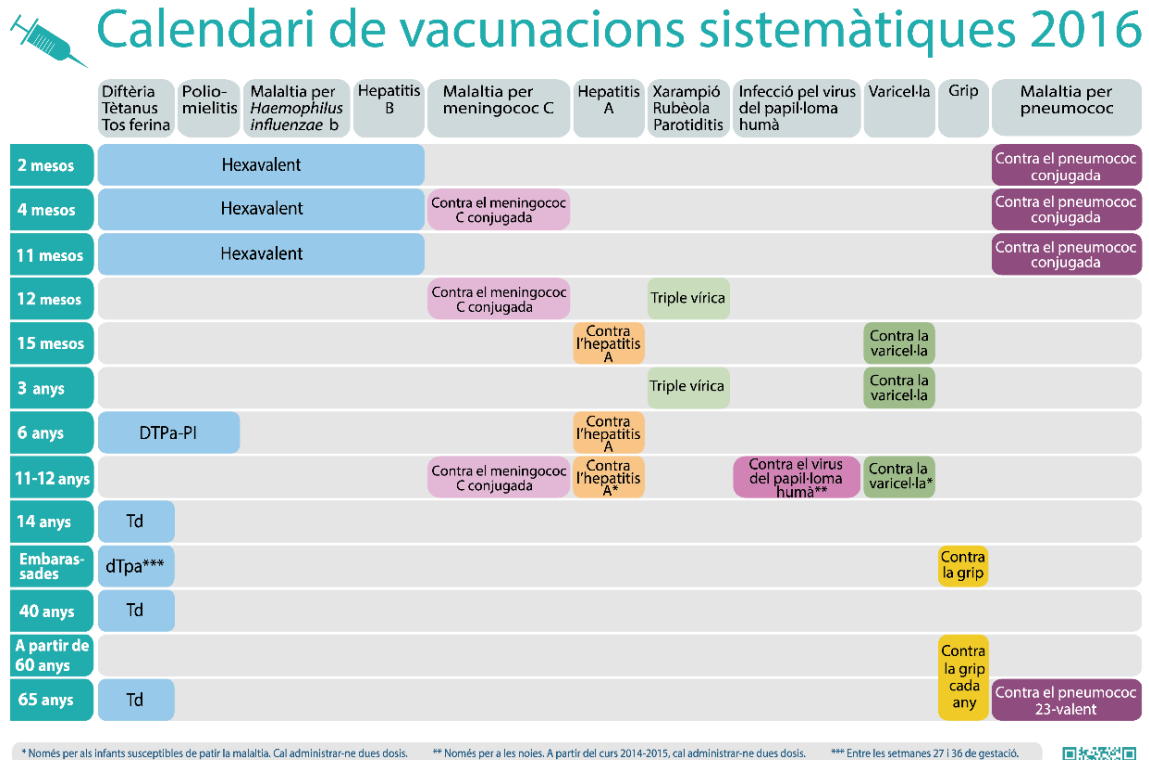 Calendari de vacunacions sistemàtiques 2016
Diftèria
Tètanus
Tos ferina
Polio-
mielitis
Malaltia per
Haemophilus
influenzae b
Hepatitis
B
Malaltia per
meningococ C
Hepatitis
A
Xarampió
Rubèola
Parotiditis
Infecció pel virus
del papil·loma
humà
Varicel·la
Grip
Malaltia per
pneumococ
2 mesos
Hexavalent
Contra el pneumococ
conjugada
4 mesos
Hexavalent
Contra el meningococ
C conjugada
Contra el pneumococ
conjugada
11 mesos
Hexavalent
Contra el pneumococ
conjugada
12 mesos
Contra el meningococ
C conjugada
Triple vírica
15 mesos
Contra
l'hepatitis
A
Contra la
varicel·la
3 anys
Triple vírica
Contra la
varicel·la
6 anys
DTPa-PI
Contra
l'hepatitis
A
11-12 anys
Contra el meningococ
C conjugada
Contra
l'hepatitis
A*
Contra el virus
del papil·loma
humà**
Contra la
varicel·la*
14 anys
Td
Embaras-
sades
dTpa***
Contra
la grip
40 anys
Td
A partir de
60 anys
Contra
la grip
cada
any
65 anys
Td
Contra el pneumococ
23-valent
* Només per als infants susceptibles de patir la malaltia. Cal administrar-ne dues dosis.
** Només per a les noies. A partir del curs 2014-2015, cal administrar-ne dues dosis.
*** Entre les setmanes 27 i 36 de gestació.